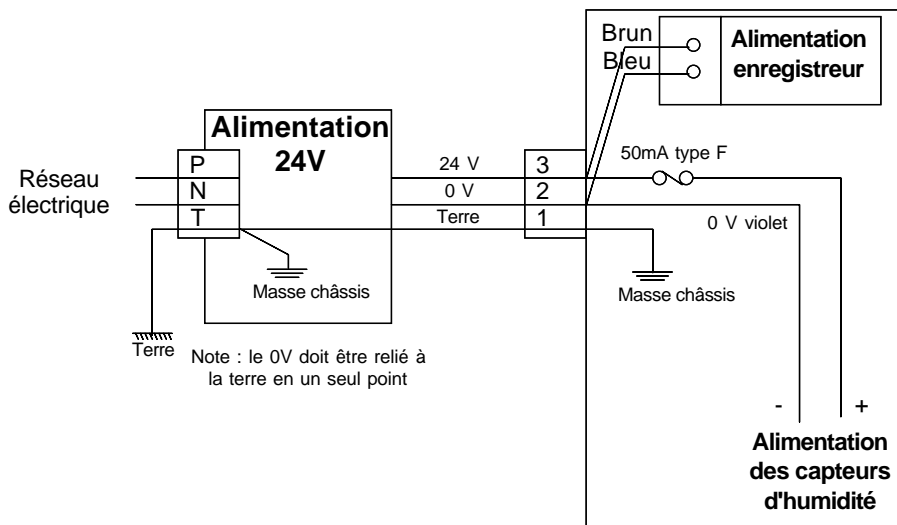 Brun
Bleu
Alimentation
enregistreur
Alimentation
24V
Réseau
électrique
P
N
T
24 V
0 V
Terre
3
2
1
50mA type F
0 V violet
Masse châssis
Masse châssis
Terre
Note : le 0V doit être relié à
la terre en un seul point
- +
Alimentation
des capteurs
d'humidité